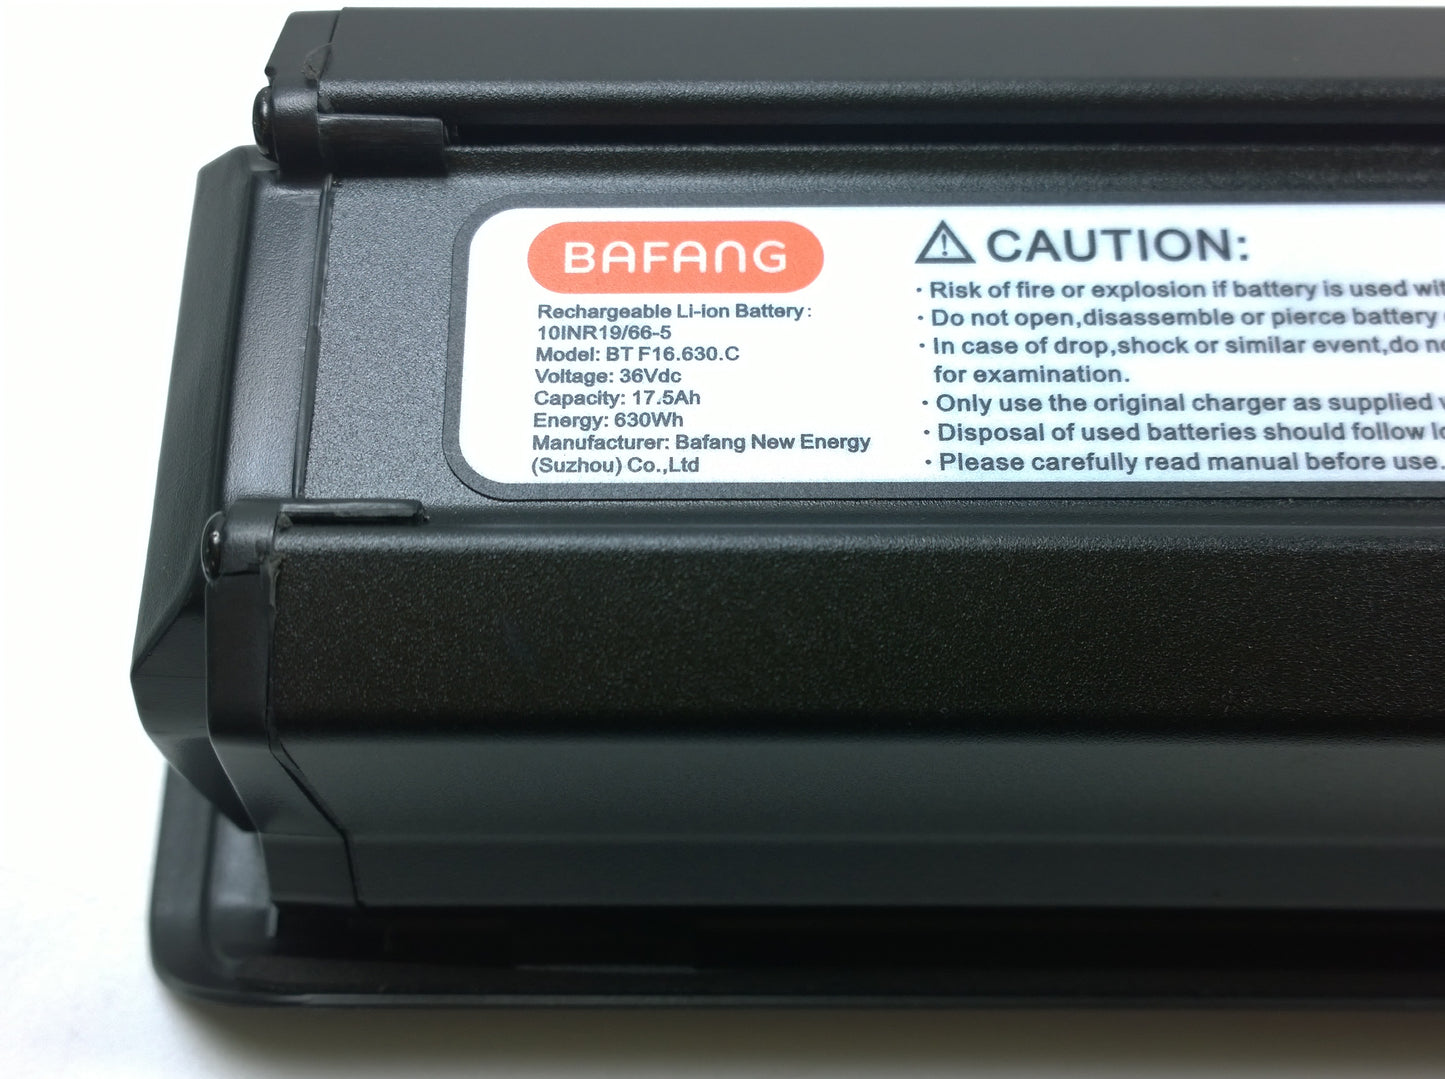 BAFANG
Rechargeable Li-ion Battery:
10INR19/66-5
Model: BT F16.630.C
Voltage: 36Vdc
Capacity: 17.5Ah
Energy: 630Wh
Manufacturer: Bafang New Energy
(Suzhou) Co.,Ltd
CAUTION:
· Risk of fire or explosion if battery is used
· Do not open,disassemble or pierce battery
· In case of drop,shock or similar event,do
for examination.
· Only use the original charger as supplied
· Disposal of used batteries should follow
· Please carefully read manual before use.